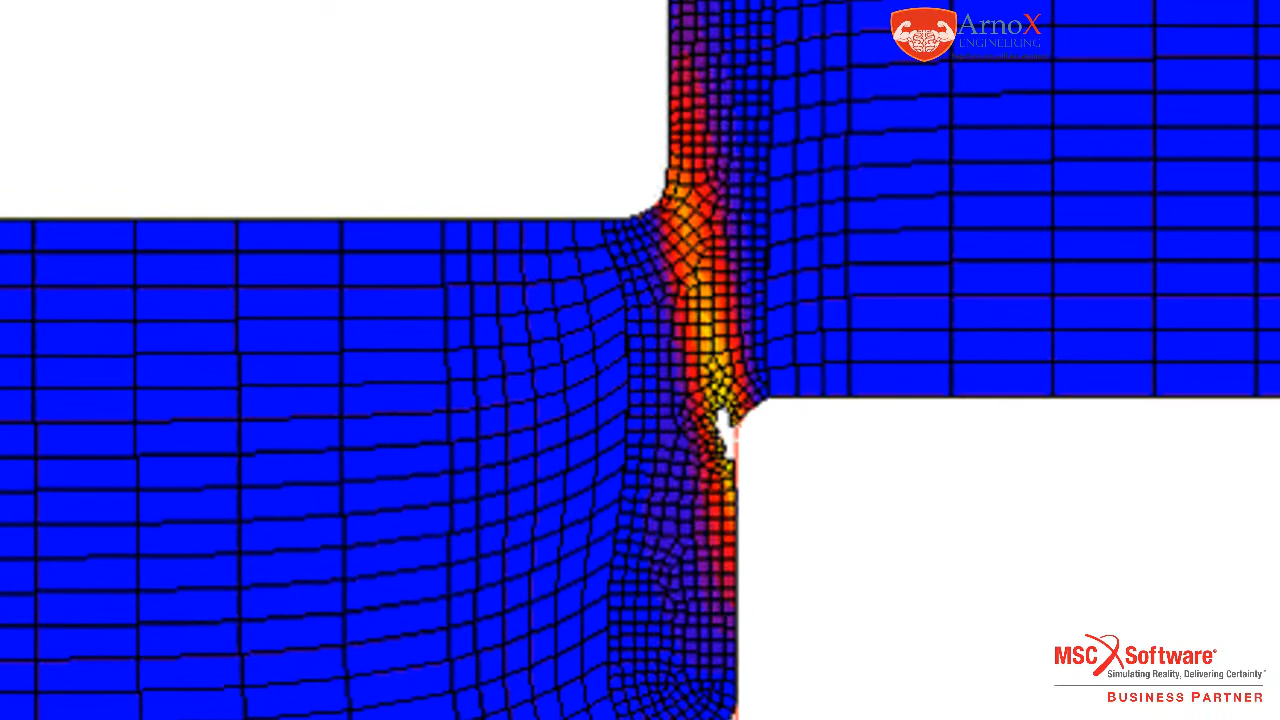 ArnoX
ENGINEERING
MSC Software
Simulating Reality, Delivering Certainty
BUSINESS PARTNER